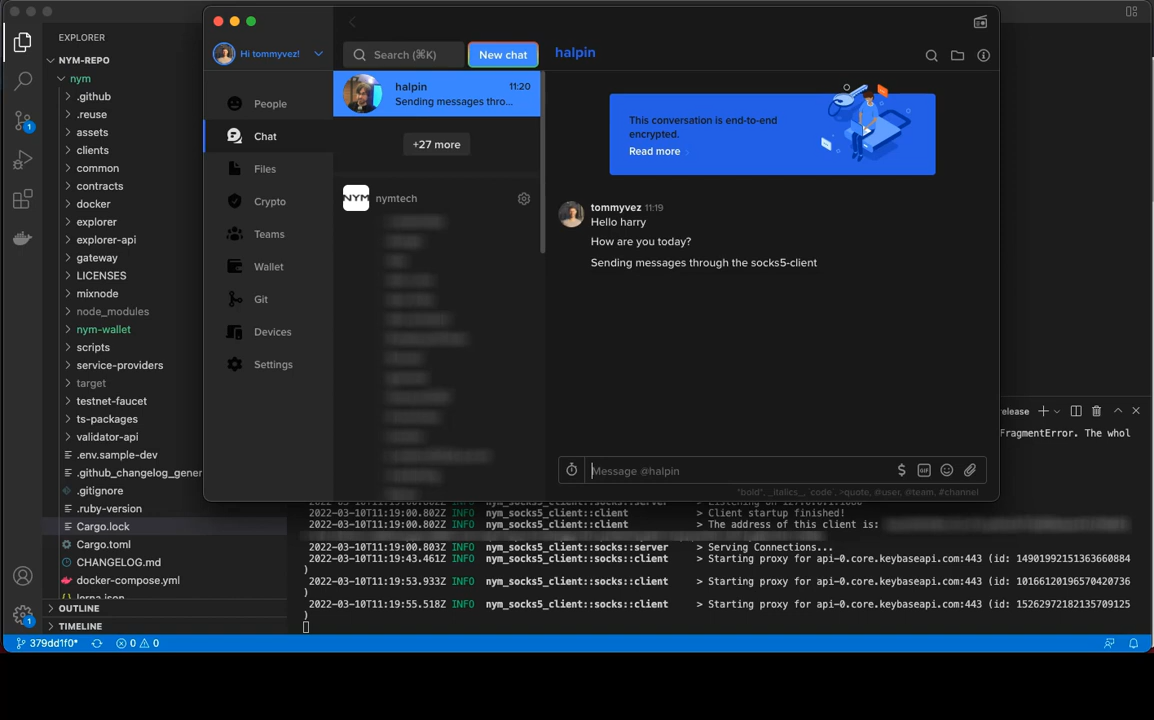 EXPLORER
NYM-REPO
nym
.github
.reuse
assets
clients
common
contracts
docker
explorer
explorer-api
gateway
LICENSES
mixnode
node_modules
nym-wallet
scripts
service-providers
target
testnet-faucet
ts-packages
validator-api
.env.sample-dev
.github_changelog_gener
.gitignore
.ruby-version
Cargo.lock
Cargo.toml
CHANGELOG.md
docker-compose.yml
lerna.json
OUTLINE
TIMELINE
1
1
379dd1f0*
0 0
Hi tommyvez!
People
Chat
Files
Crypto
Teams
Wallet
Git
Devices
Settings
Search (⌘K)
New chat
halpin 11:20
Sending messages thro...
+27 more
NYM nymtech
halpin
This conversation is end-to-end
encrypted.
Read more
tommyvez 11:19
Hello harry
How are you today?
Sending messages through the socks5-client
Message @halpin
$ GIF
*bold*, _italics_, `code`, >quote, @user, @team, #channel
elease
FragmentError. The whol
2022-03-10T11:19:00.802Z INFO nym_socks5_client::client > Client startup finished!
2022-03-10T11:19:00.802Z INFO nym_socks5_client::client > The address of this client is:
2022-03-10T11:19:00.803Z INFO nym_socks5_client::socks::server > Serving Connections...
2022-03-10T11:19:43.461Z INFO nym_socks5_client::socks::client > Starting proxy for api-0.core.keybaseapi.com:443 (id: 14901992151363660884
)
2022-03-10T11:19:53.933Z INFO nym_socks5_client::socks::client > Starting proxy for api-0.core.keybaseapi.com:443 (id: 10166120196570420736
)
2022-03-10T11:19:55.518Z INFO nym_socks5_client::socks::client > Starting proxy for api-0.core.keybaseapi.com:443 (id: 15262972182135709125
)